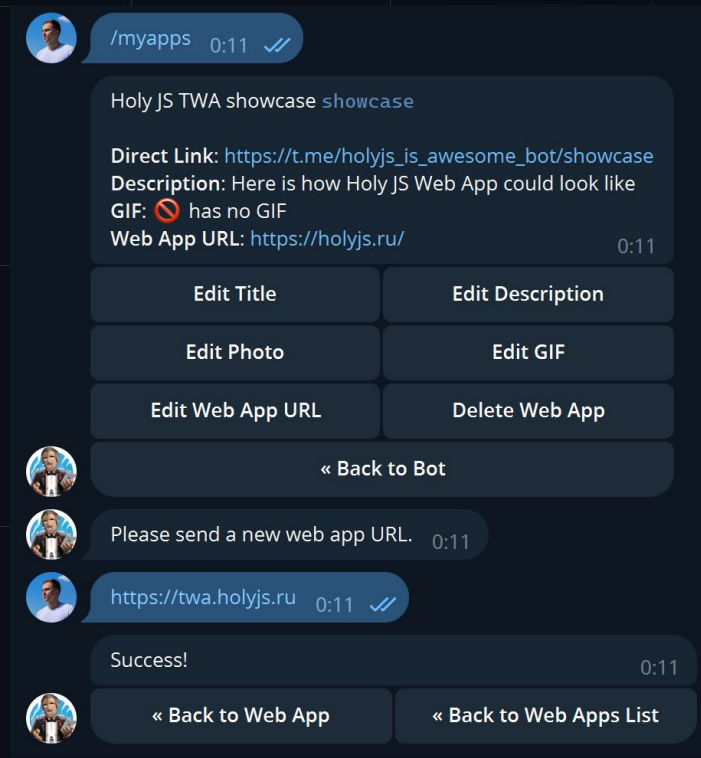 /myapps 0:11
Holy JS TWA showcase showcase
Direct Link: https://t.me/holyjs_is_awesome_bot/showcase
Description: Here is how Holy JS Web App could look like
GIF: 🚫 has no GIF
Web App URL: https://holyjs.ru/ 0:11
Edit Title Edit Description
Edit Photo Edit GIF
Edit Web App URL Delete Web App
« Back to Bot
Please send a new web app URL. 0:11
https://twa.holyjs.ru 0:11
Success! 0:11
« Back to Web App « Back to Web Apps List